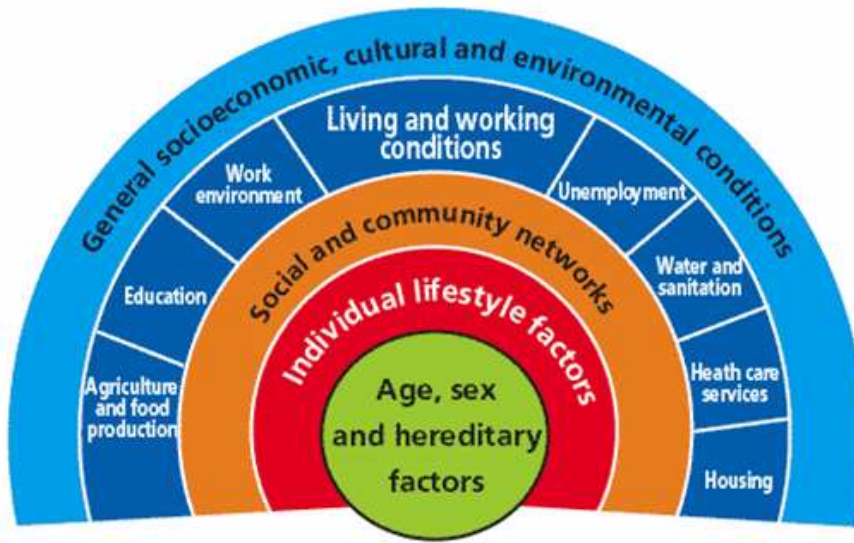 General socioeconomic, cultural and environmental conditions
Living and working
conditions
Work
environment
Unemployment
Education
Water and
sanitation
Agriculture
and food
production
Heath care
services
Housing
Social and community networks
Individual lifestyle factors
Age, sex
and hereditary
factors